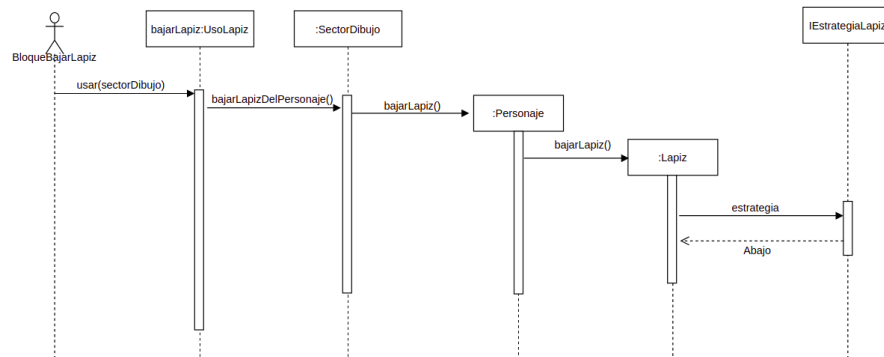 bajarLapiz:UsoLapiz
:SectorDibujo
IEstrategiaLapiz
BloqueBajarLapiz
usar(sectorDibujo)
bajarLapizDelPersonaje()
bajarLapiz()
:Personaje
bajarLapiz()
:Lapiz
estrategia
Abajo